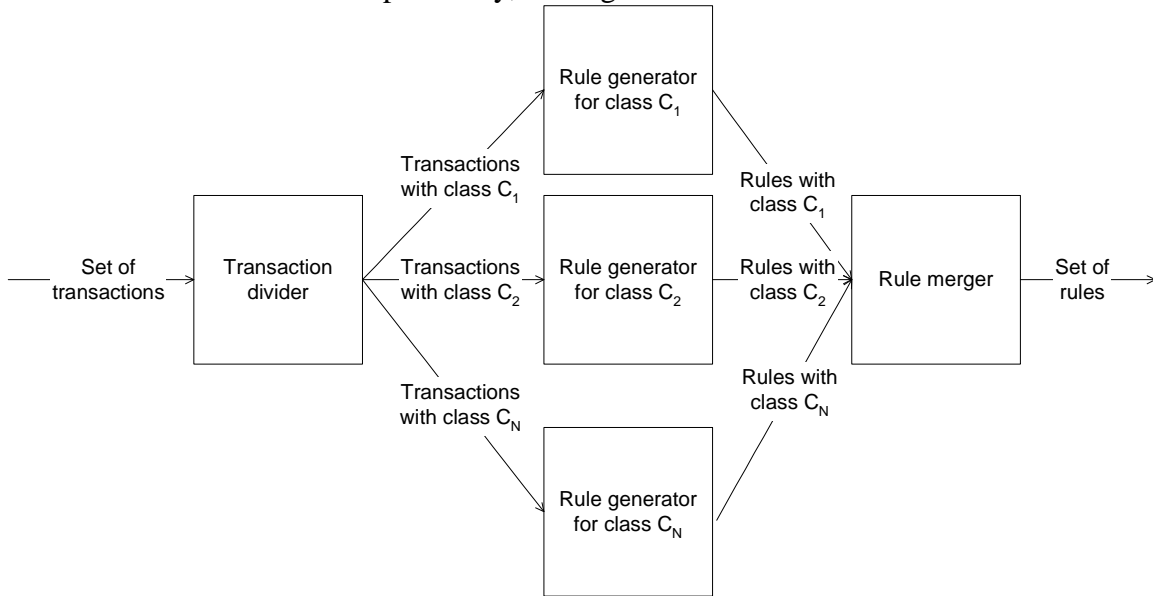 Rule generator
for class C1
Transactions
with class C1
Rules with
class C1
Set of
transactions
Transaction
divider
Transactions
with class C2
Rule generator
for class C2
Rules with
class C2
Rule merger
Set of
rules
Transactions
with class CN
Rules with
class CN
Rule generator
for class CN